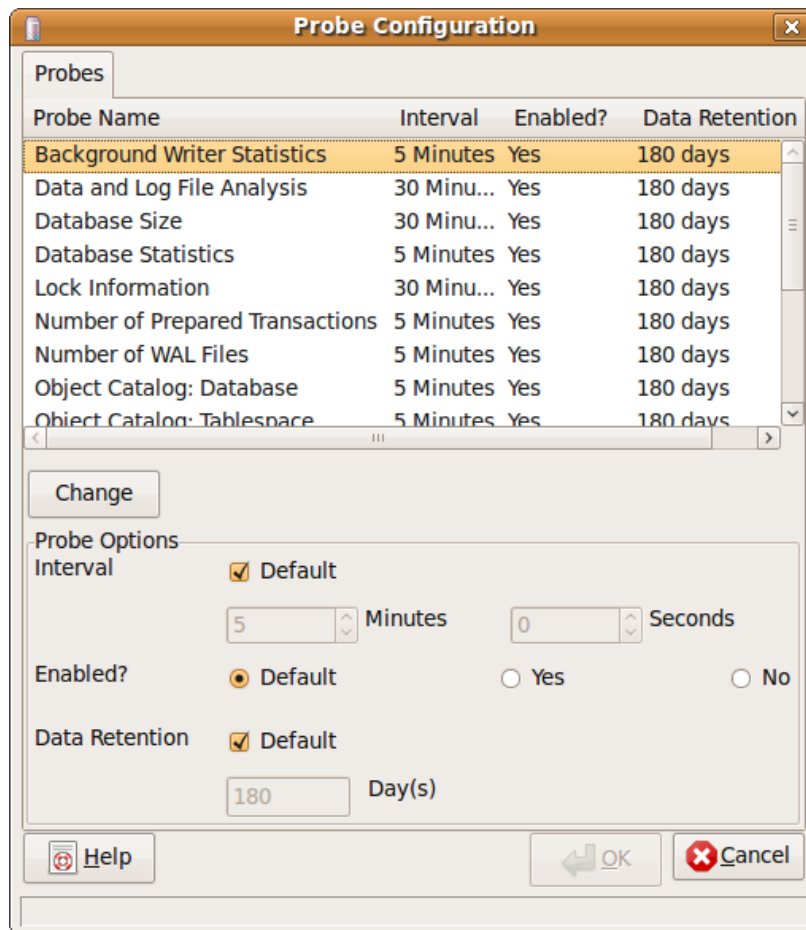 Probe Configuration
Probes
Probe Name Interval Enabled? Data Retention
Background Writer Statistics 5 Minutes Yes 180 days
Data and Log File Analysis 30 Minu... Yes 180 days
Database Size 30 Minu... Yes 180 days
Database Statistics 5 Minutes Yes 180 days
Lock Information 30 Minu... Yes 180 days
Number of Prepared Transactions 5 Minutes Yes 180 days
Number of WAL Files 5 Minutes Yes 180 days
Object Catalog: Database 5 Minutes Yes 180 days
Object Catalog: Tablespace 5 Minutes Yes 180 days
Change
Probe Options
Interval Default
5 Minutes 0 Seconds
Enabled? Default Yes No
Data Retention Default
180 Day(s)
Help OK Cancel